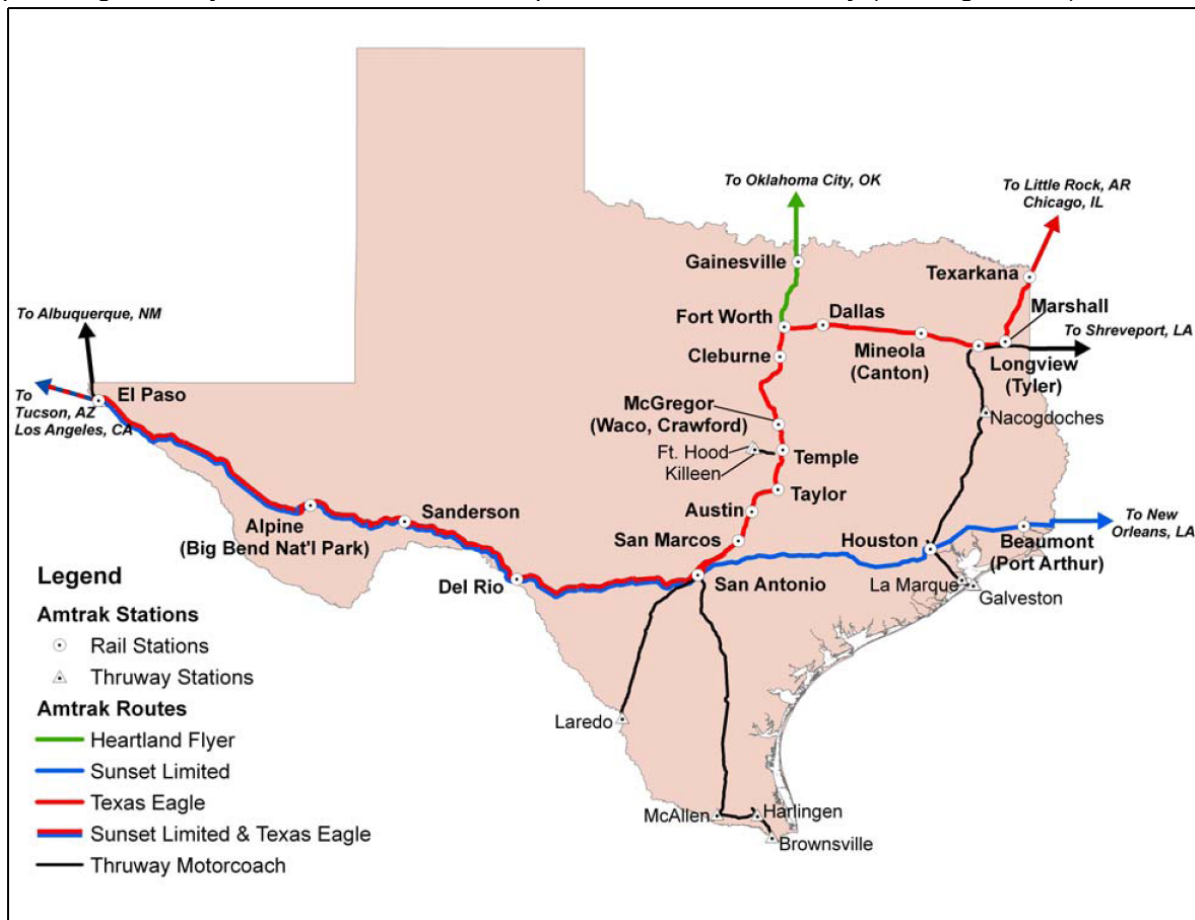 To Oklahoma City, OK
To Little Rock, AR
Chicago, IL
Gainesville
Texarkana
Marshall
To Albuquerque, NM
Fort Worth
Dallas
To Shreveport, LA
Cleburne
Mineola
(Canton)
Longview
(Tyler)
To
Tucson, AZ
Los Angeles, CA
El Paso
McGregor
(Waco, Crawford)
Nacogdoches
Ft. Hood
Killeen
Temple
Taylor
Austin
Sanderson
To New
Orleans, LA
Alpine
(Big Bend Nat'l Park)
San Marcos
Houston
Beaumont
(Port Arthur)
Del Rio
San Antonio
La Marque
Galveston
Laredo
McAllen
Harlingen
Brownsville
Legend
Amtrak Stations
Rail Stations
Thruway Stations
Amtrak Routes
Heartland Flyer
Sunset Limited
Texas Eagle
Sunset Limited & Texas Eagle
Thruway Motorcoach